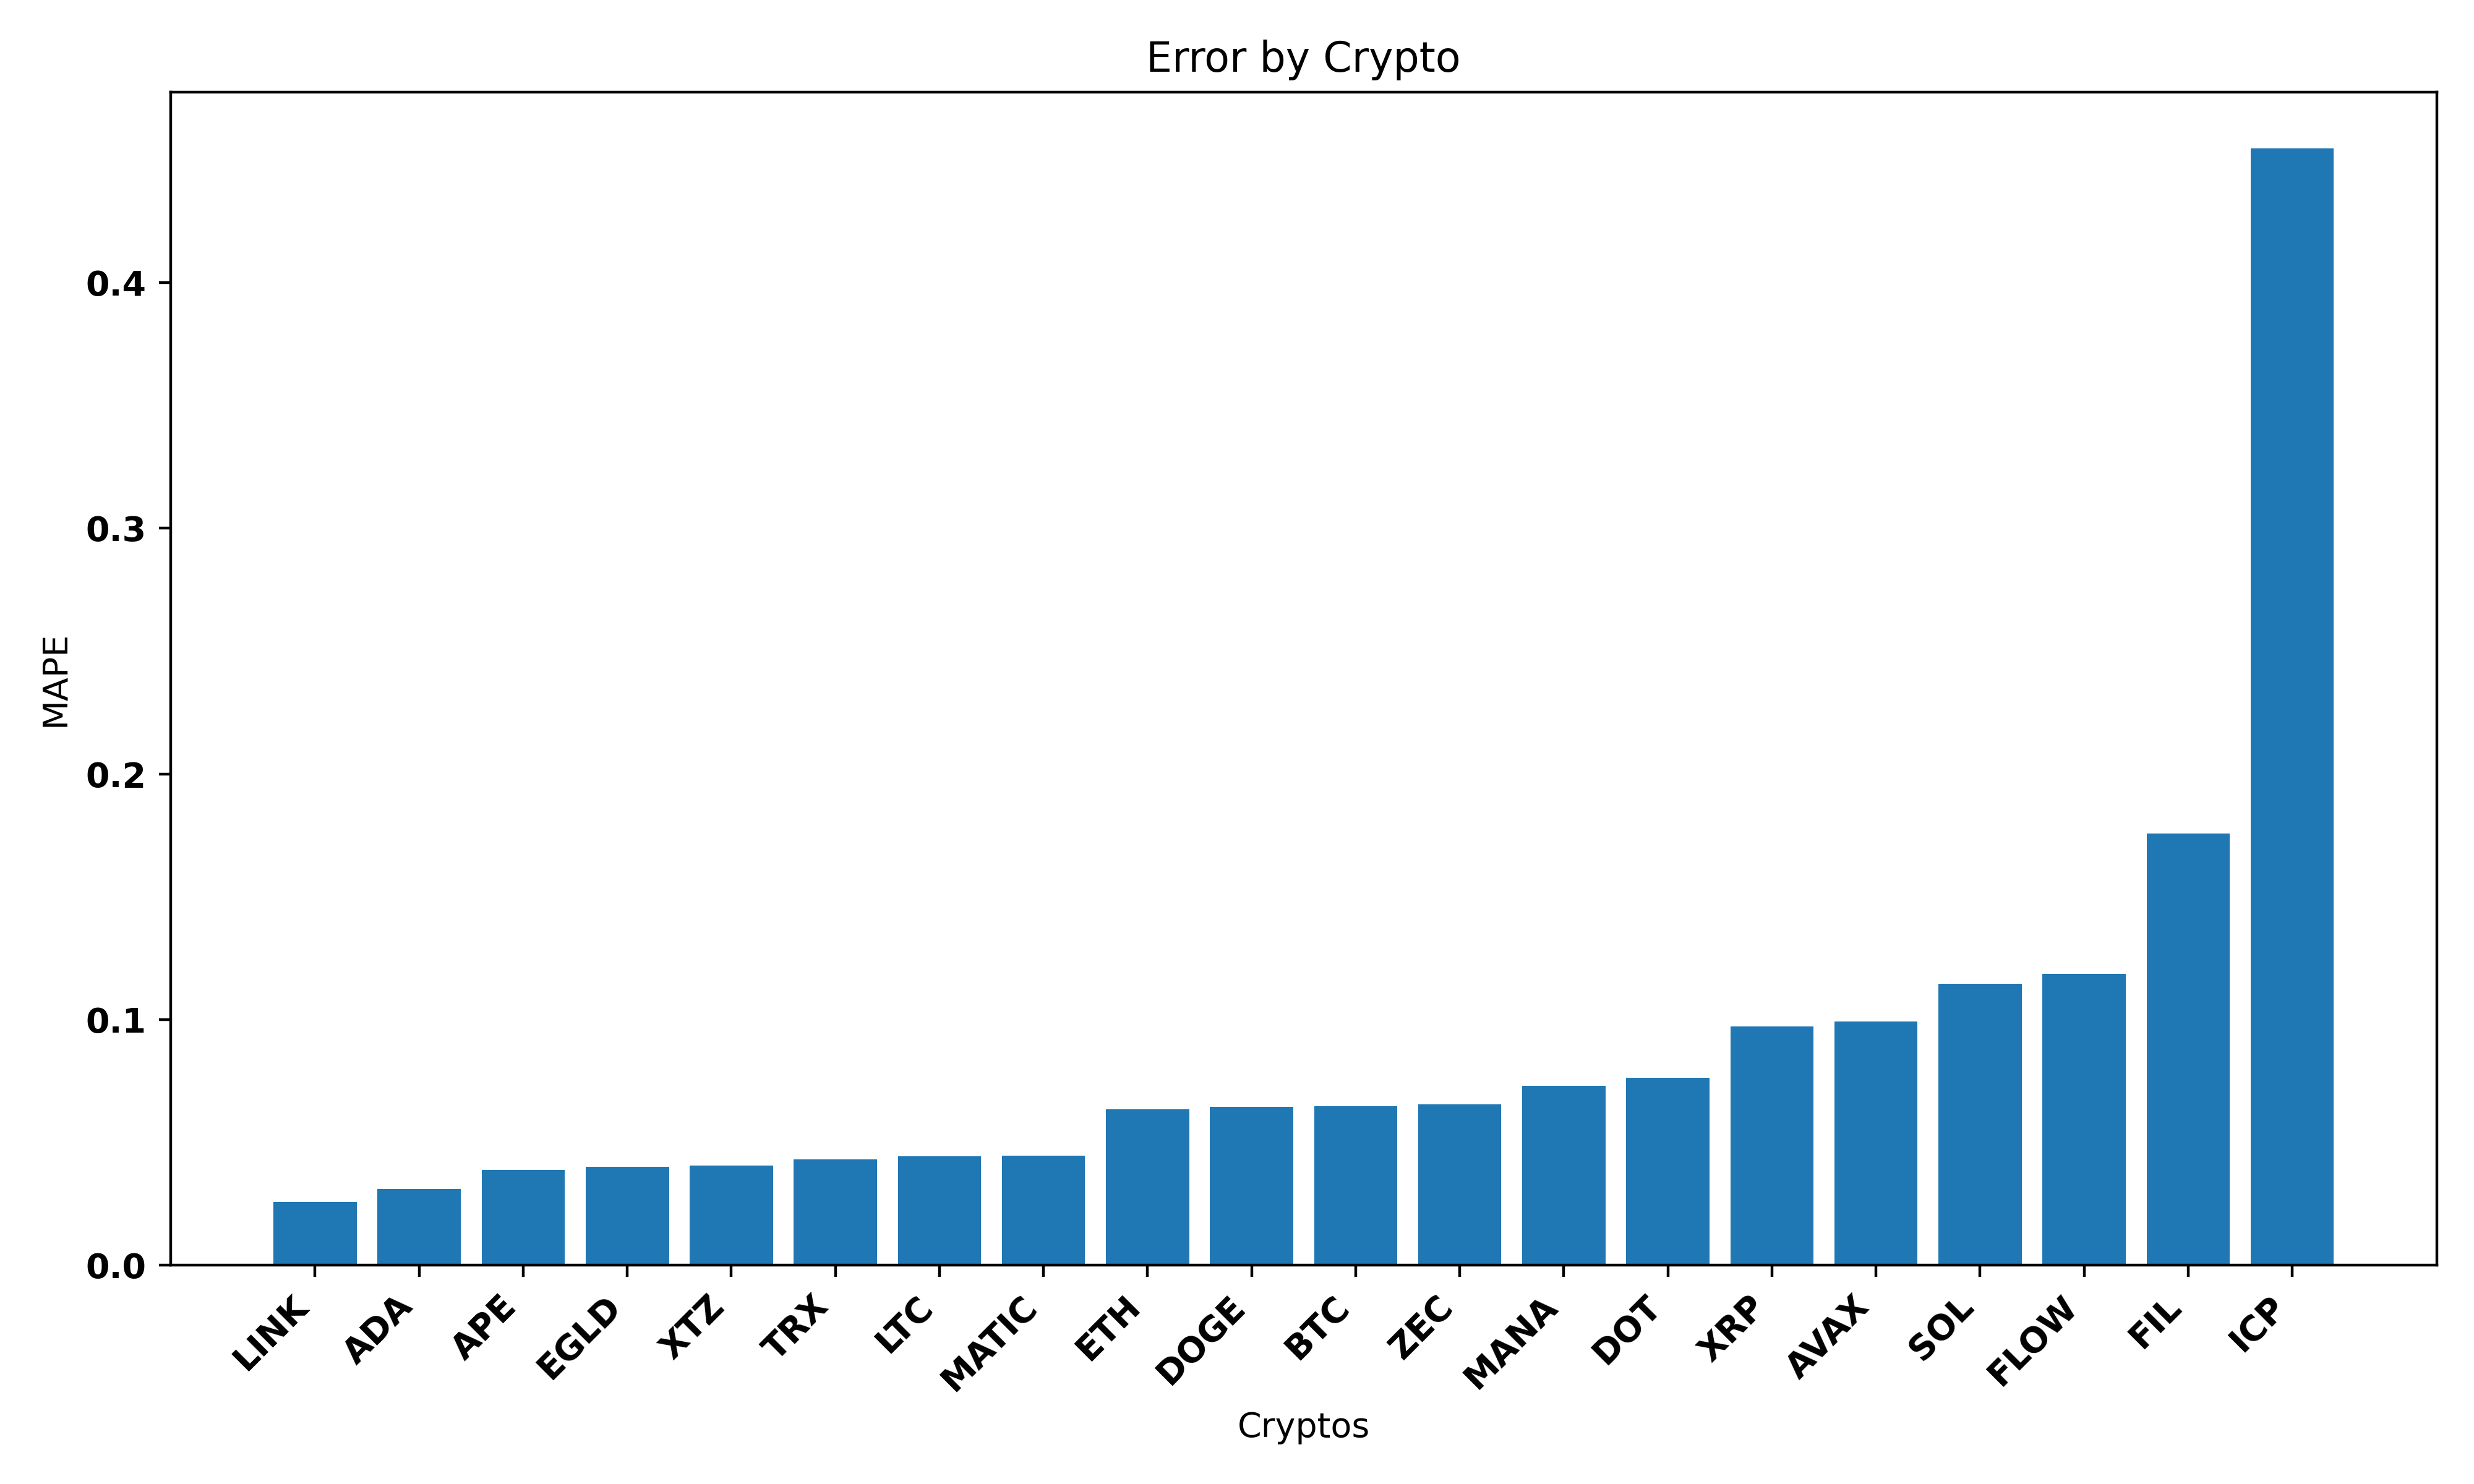 Error by Crypto
MAPE
0.4
0.3
0.2
0.1
0.0
LINK
ADA
APE
EGLD
XTZ
TRX
LTC
MATIC
ETH
DOGE
BTC
ZEC
MANA
DOT
XRP
AVAX
SOL
FLOW
FIL
ICP
Cryptos